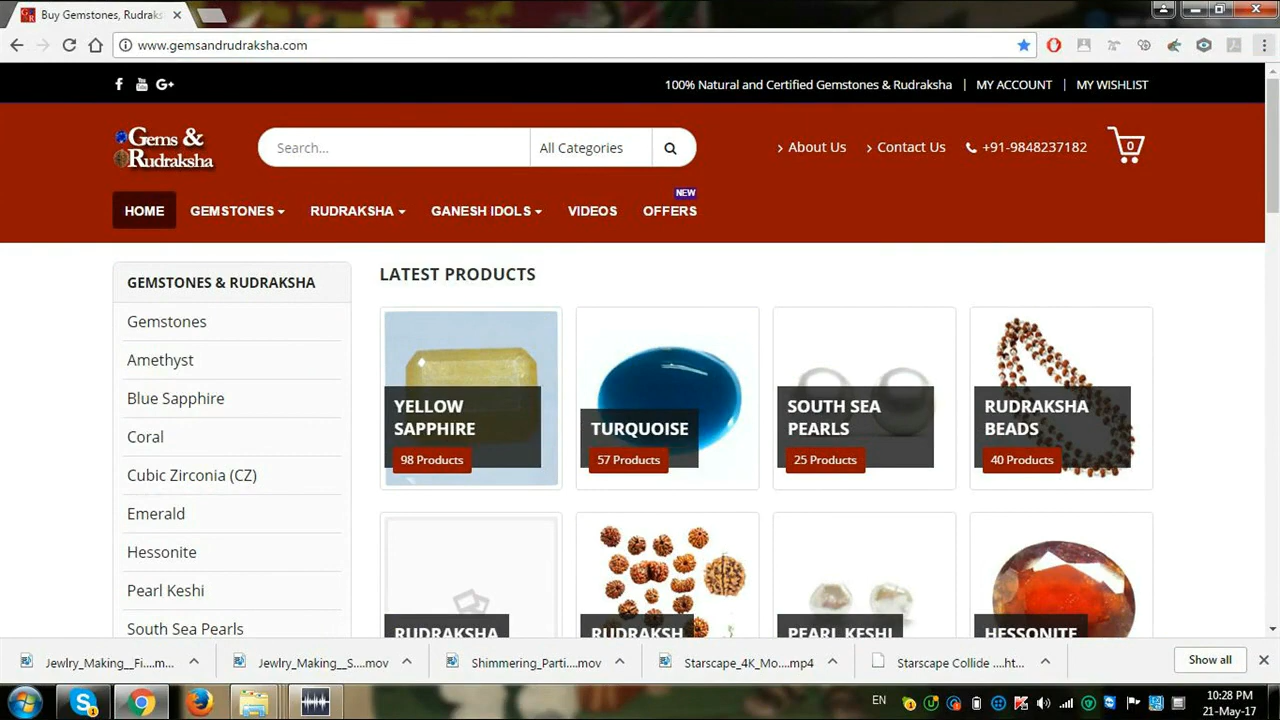 Buy Gemstones, Rudraks
www.gemsandrudraksha.com
100% Natural and Certified Gemstones & Rudraksha | MY ACCOUNT | MY WISHLIST
Gems &
Rudraksha
Search...
All Categories
About Us
Contact Us
+91-9848237182
0
NEW
HOME
GEMSTONES
RUDRAKSHA
GANESH IDOLS
VIDEOS
OFFERS
GEMSTONES & RUDRAKSHA
Gemstones
Amethyst
Blue Sapphire
Coral
Cubic Zirconia (CZ)
Emerald
Hessonite
Pearl Keshi
South Sea Pearls
LATEST PRODUCTS
YELLOW
SAPPHIRE
98 Products
TURQUOISE
57 Products
SOUTH SEA
PEARLS
25 Products
RUDRAKSHA
BEADS
40 Products
RUDRAKSHA
RUDRAKSH
PEARL KESHI
HESSONITE
Jewlry_Making__Fi....m...
Jewlry_Making__S....mov
Shimmering_Parti....mov
Starscape_4K_Mo....mp4
Starscape Collide ....ht...
Show all
EN
10:28 PM
21-May-17